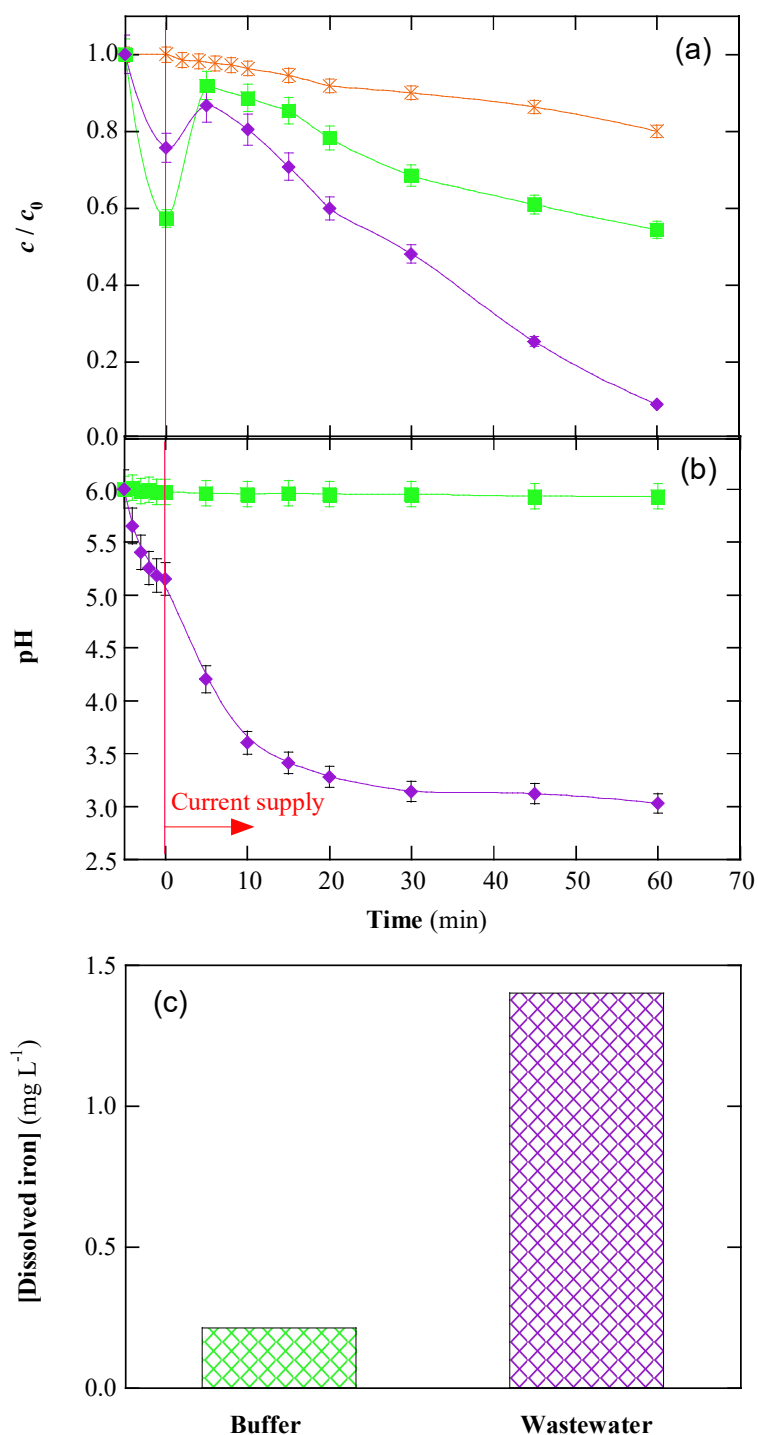 (a)
1.0
0.8
0.6
0.4
0.2
0.0
c / c0
(b)
6.0
5.5
5.0
4.5
4.0
3.5
3.0
2.5
pH
Current supply
0 10 20 30 40 50 60 70
Time (min)
(c)
1.5
1.0
0.5
0.0
[Dissolved iron] (mg L-1)
Buffer Wastewater